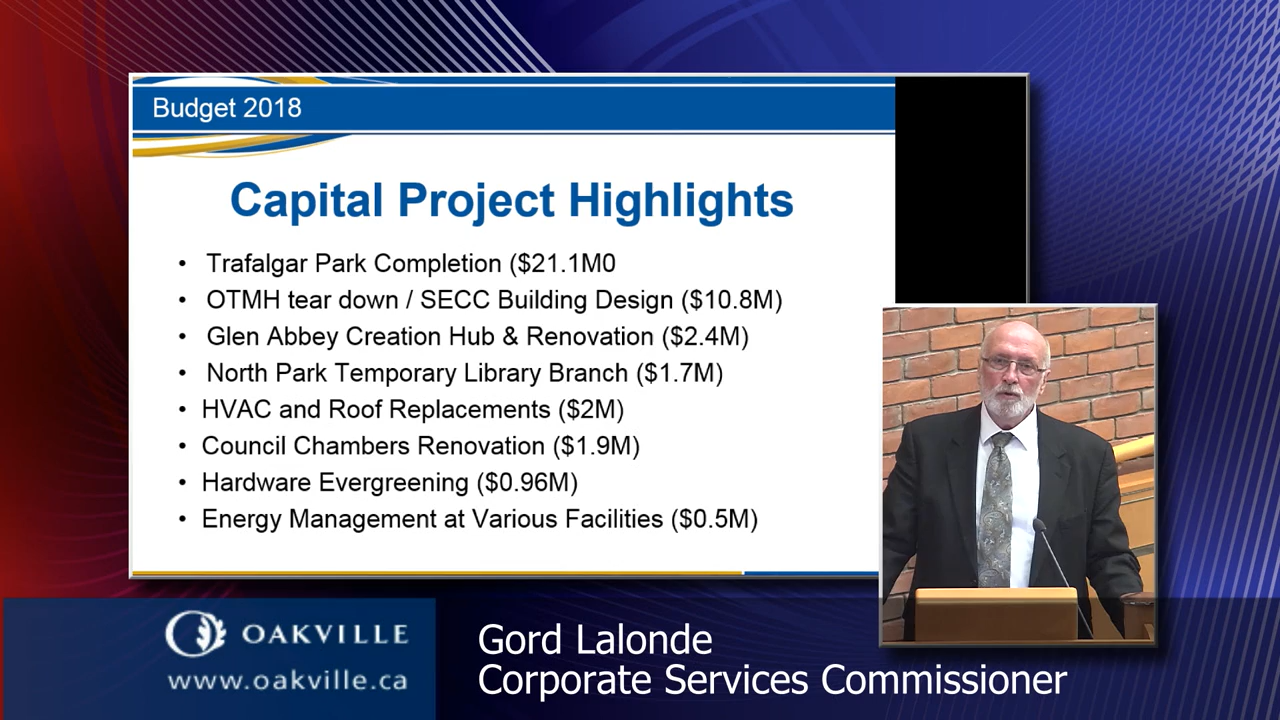 Budget 2018
Capital Project Highlights
• Trafalgar Park Completion ($21.1M0
• OTMH tear down / SECC Building Design ($10.8M)
• Glen Abbey Creation Hub & Renovation ($2.4M)
• North Park Temporary Library Branch ($1.7M)
• HVAC and Roof Replacements ($2M)
• Council Chambers Renovation ($1.9M)
• Hardware Evergreening ($0.96M)
• Energy Management at Various Facilities ($0.5M)
OAKVILLE
www.oakville.ca
Gord Lalonde
Corporate Services Commissioner